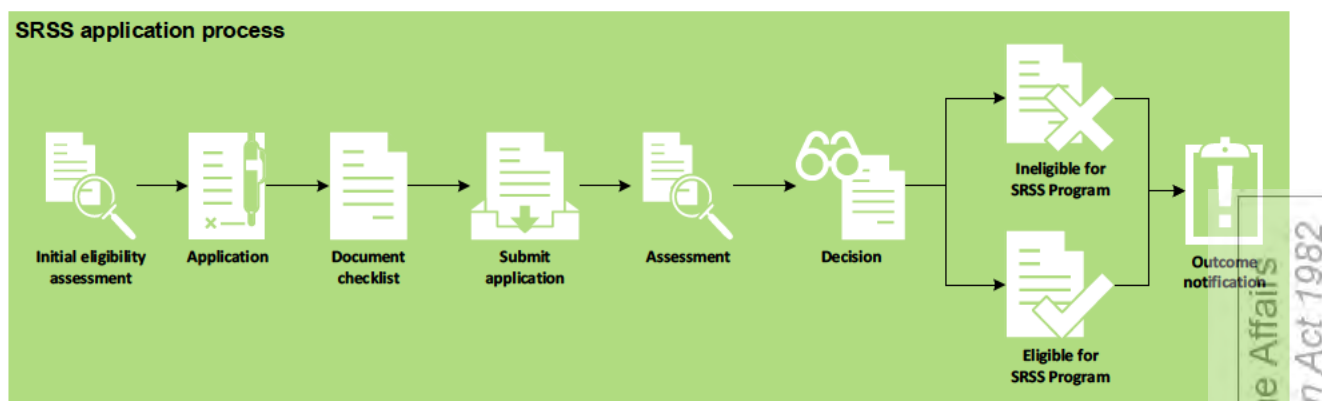 SRSS application process
Initial eligibility
assessment
Application
Document
checklist
Submit
application
Assessment
Decision
Ineligible for
SRSS Program
Eligible for
SRSS Program
Outcome
notification
Affairs
Act 1982